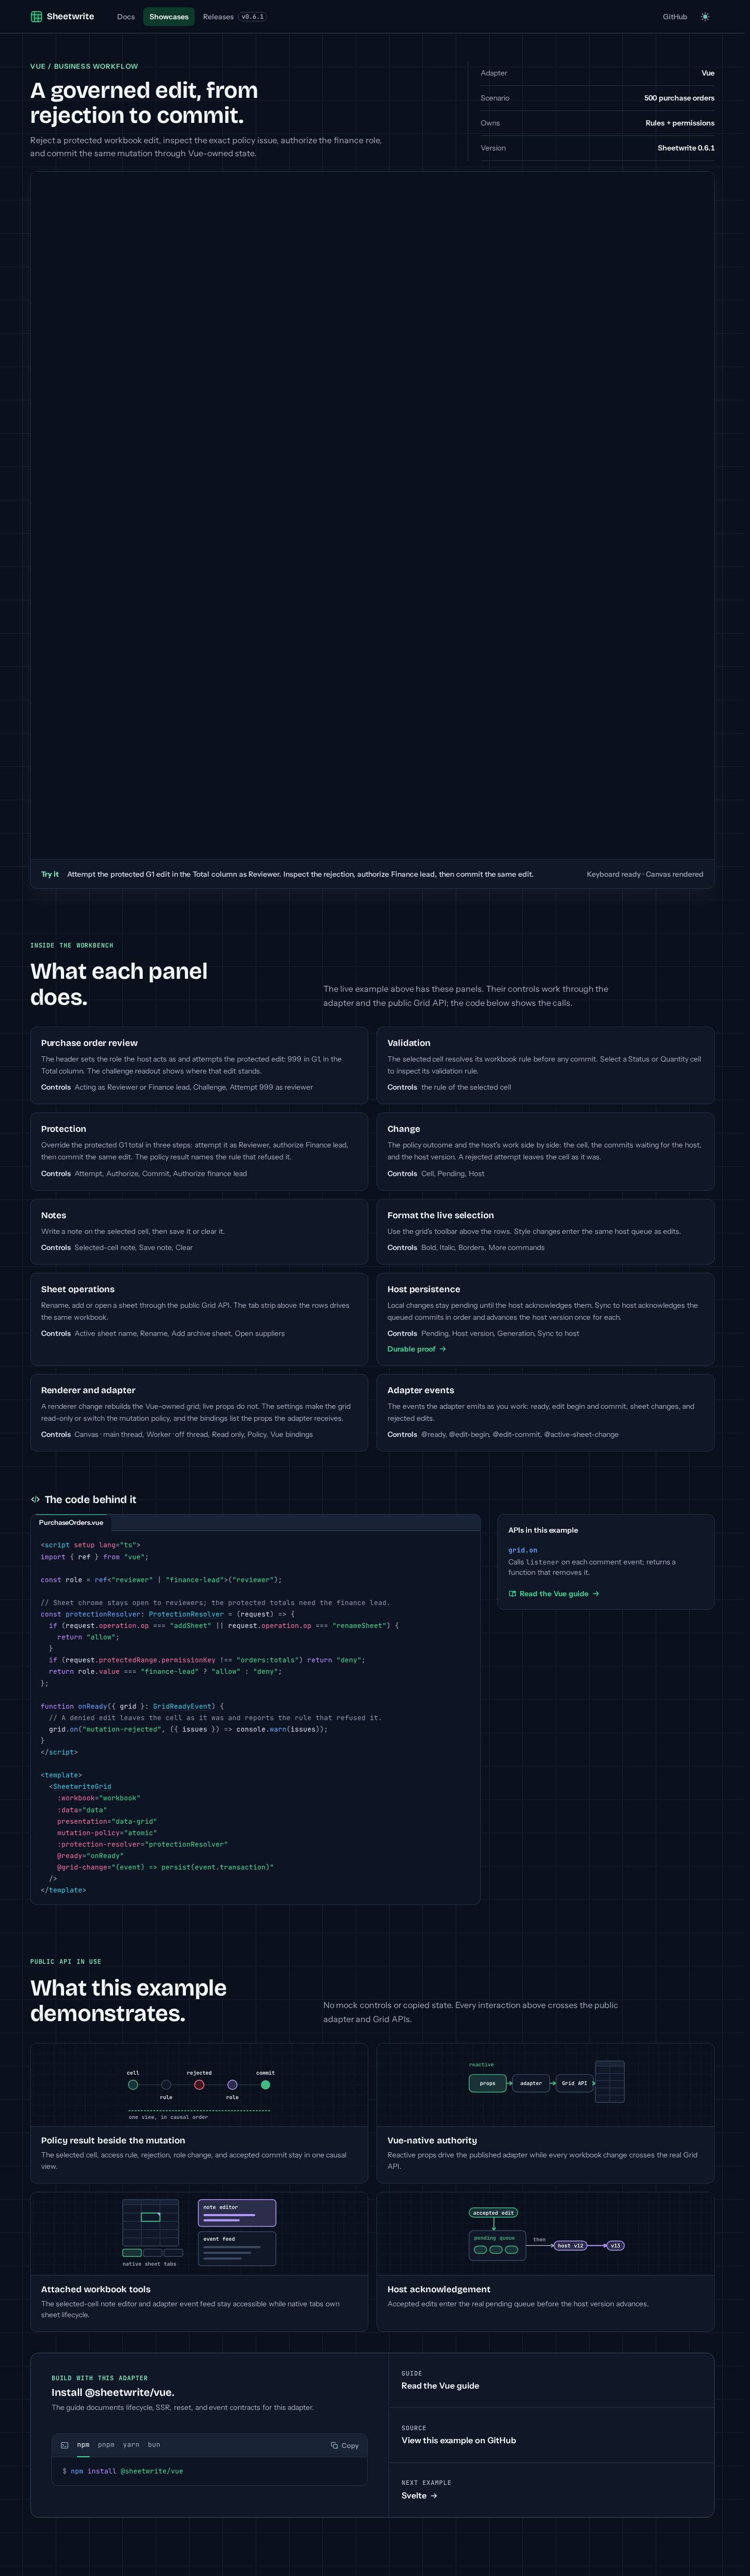 Sheetwrite
Docs
Showcases
Releases v0.6.1
GitHub
VUE / BUSINESS WORKFLOW
A governed edit, from
rejection to commit.
Reject a protected workbook edit, inspect the exact policy issue, authorize the finance role,
and commit the same mutation through Vue-owned state.
Adapter Vue
Scenario 500 purchase orders
Owns Rules + permissions
Version Sheetwrite 0.6.1
Try it Attempt the protected G1 edit in the Total column as Reviewer. Inspect the rejection, authorize Finance lead, then commit the same edit.
Keyboard ready · Canvas rendered
INSIDE THE WORKBENCH
What each panel
does.
The live example above has these panels. Their controls work through the
adapter and the public Grid API; the code below shows the calls.
Purchase order review
The header sets the role the host acts as and attempts the protected edit: 999 in G1, in the
Total column. The challenge readout shows where that edit stands.
Controls Acting as Reviewer or Finance lead, Challenge, Attempt 999 as reviewer
Validation
The selected cell resolves its workbook rule before any commit. Select a Status or Quantity cell
to inspect its validation rule.
Controls the rule of the selected cell
Protection
Override the protected G1 total in three steps: attempt it as Reviewer, authorize Finance lead,
then commit the same edit. The policy result names the rule that refused it.
Controls Attempt, Authorize, Commit, Authorize finance lead
Change
The policy outcome and the host's work side by side: the cell, the commits waiting for the host,
and the host version. A rejected attempt leaves the cell as it was.
Controls Cell, Pending, Host
Notes
Write a note on the selected cell, then save it or clear it.
Controls Selected-cell note, Save note, Clear
Format the live selection
Use the grid's toolbar above the rows. Style changes enter the same host queue as edits.
Controls Bold, Italic, Borders, More commands
Sheet operations
Rename, add or open a sheet through the public Grid API. The tab strip above the rows drives
the same workbook.
Controls Active sheet name, Rename, Add archive sheet, Open suppliers
Host persistence
Local changes stay pending until the host acknowledges them. Sync to host acknowledges the
queued commits in order and advances the host version once for each.
Controls Pending, Host version, Generation, Sync to host
Durable proof →
Renderer and adapter
A renderer change rebuilds the Vue-owned grid; live props do not. The settings make the grid
read-only or switch the mutation policy, and the bindings list the props the adapter receives.
Controls Canvas · main thread, Worker · off thread, Read only, Policy, Vue bindings
Adapter events
The events the adapter emits as you work: ready, edit begin and commit, sheet changes, and
rejected edits.
Controls @ready, @edit-begin, @edit-commit, @active-sheet-change
The code behind it
PurchaseOrders.vue
<script setup lang="ts">
import { ref } from "vue";
const role = ref<"reviewer" | "finance-lead">("reviewer");
// Sheet chrome stays open to reviewers; the protected totals need the finance lead.
const protectionResolver: ProtectionResolver = (request) => {
if (request.operation.op === "addSheet" || request.operation.op === "renameSheet") {
return "allow";
}
if (request.protectedRange.permissionKey !== "orders:totals") return "deny";
return role.value === "finance-lead" ? "allow" : "deny";
};
function onReady({ grid }: GridReadyEvent) {
// A denied edit leaves the cell as it was and reports the rule that refused it.
grid.on("mutation-rejected", ({ issues }) => console.warn(issues));
}
</script>
<template>
<SheetwriteGrid
:workbook="workbook"
:data="data"
presentation="data-grid"
mutation-policy="atomic"
:protection-resolver="protectionResolver"
@ready="onReady"
@grid-change="(event) => persist(event.transaction)"
/>
</template>
APIs in this example
grid.on
Calls listener on each comment event; returns a
function that removes it.
Read the Vue guide →
PUBLIC API IN USE
What this example
demonstrates.
No mock controls or copied state. Every interaction above crosses the public
adapter and Grid APIs.
cell
rejected
commit
rule
role
one view, in causal order
Policy result beside the mutation
The selected cell, access rule, rejection, role change, and accepted commit stay in one causal
view.
reactive
props
adapter
Grid API
Vue-native authority
Reactive props drive the published adapter while every workbook change crosses the real Grid
API.
note editor
event feed
native sheet tabs
Attached workbook tools
The selected-cell note editor and adapter event feed stay accessible while native tabs own
sheet lifecycle.
accepted edit
pending queue
then
host v12
v13
Host acknowledgement
Accepted edits enter the real pending queue before the host version advances.
BUILD WITH THIS ADAPTER
Install @sheetwrite/vue.
The guide documents lifecycle, SSR, reset, and event contracts for this adapter.
npm pnpm yarn bun
Copy
$ npm install @sheetwrite/vue
GUIDE
Read the Vue guide
SOURCE
View this example on GitHub
NEXT EXAMPLE
Svelte →